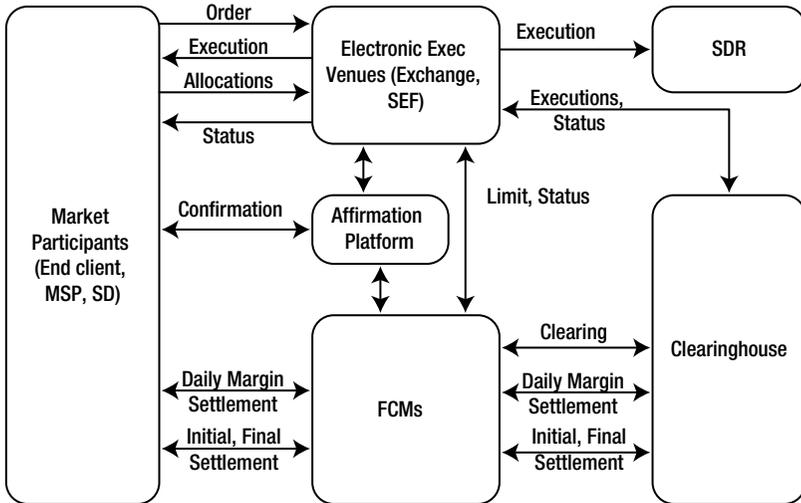 Order
Execution
Allocations
Status
Electronic Exec
Venues (Exchange,
SEF)
Execution
SDR
Executions,
Status
Market
Participants
(End client,
MSP, SD)
Confirmation
Affirmation
Platform
Limit, Status
Daily Margin
Settlement
Initial, Final
Settlement
FCMs
Clearing
Daily Margin
Settlement
Initial, Final
Settlement
Clearinghouse